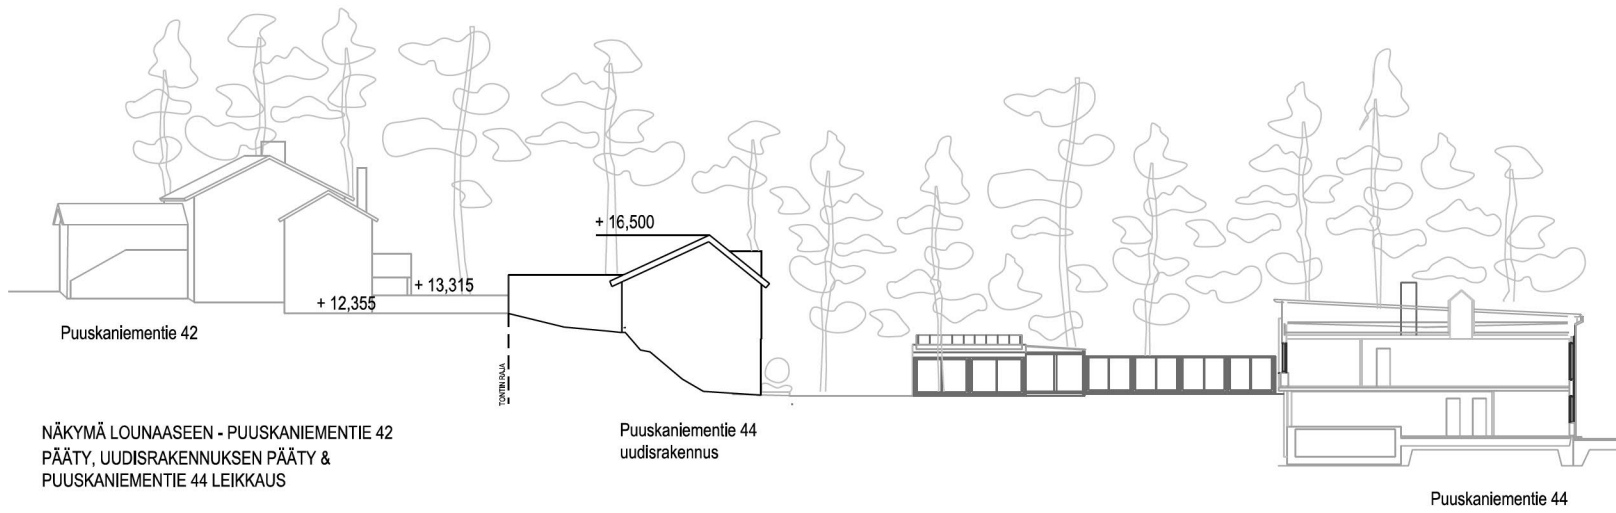 + 16,500
+ 13,315
+ 12,355
Puuskaniementie 42
TONTIN RAJA
NÄKYMÄ LOUNAASEEN - PUUSKANIEMENTIE 42
PÄÄTY, UUDISRAKENNUKSEN PÄÄTY &
PUUSKANIEMENTIE 44 LEIKKAUS
Puuskaniementie 44
uudisrakennus
Puuskaniementie 44